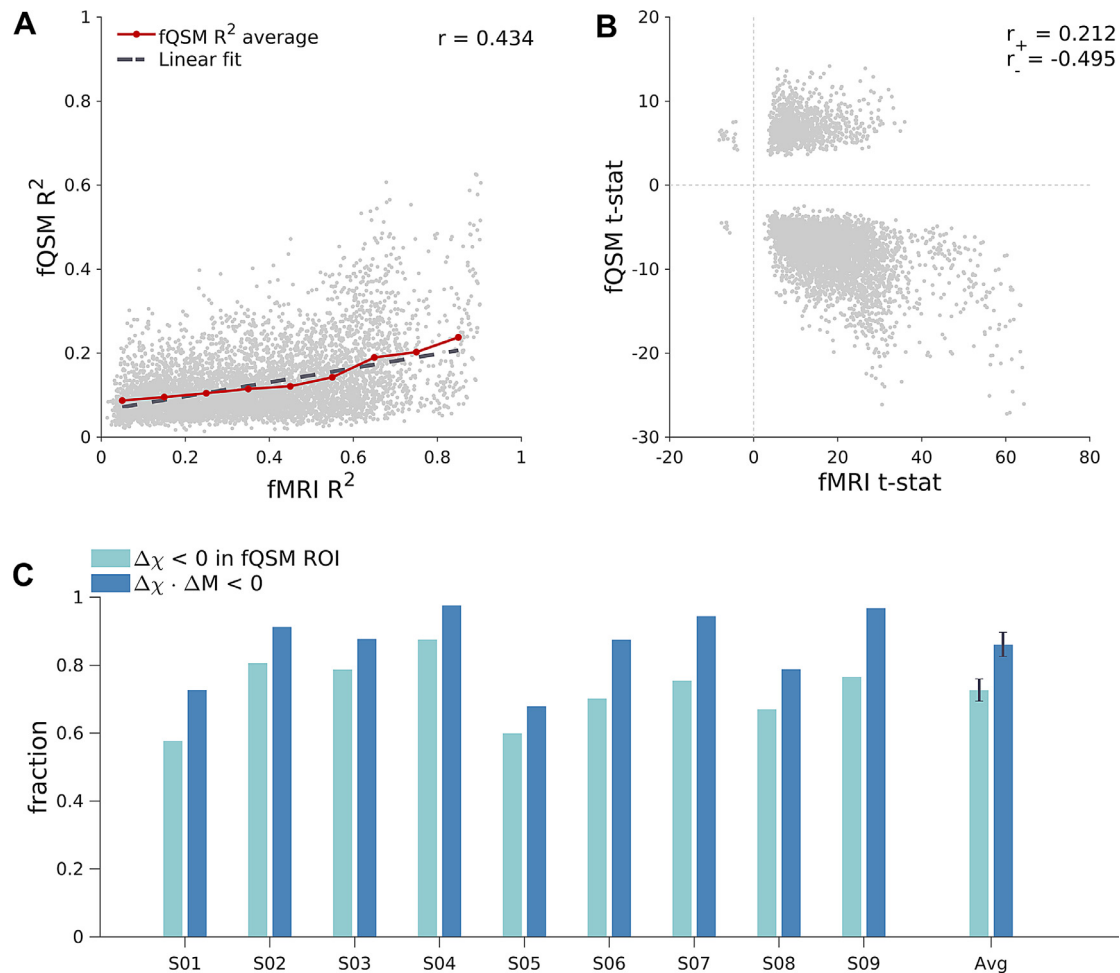 A
fQSM R² average
Linear fit
r = 0.434
1
0.8
0.6
0.4
0.2
0
fQSM R²
0
0.2
0.4
0.6
0.8
1
fMRI R²
B
r₊ = 0.212
r₋ = -0.495
20
10
0
-10
-20
-30
fQSM t-stat
-20
0
20
40
60
80
fMRI t-stat
C
Δχ < 0 in fQSM ROI
Δχ · ΔM < 0
1
0.8
0.6
0.4
0.2
0
fraction
S01
S02
S03
S04
S05
S06
S07
S08
S09
Avg